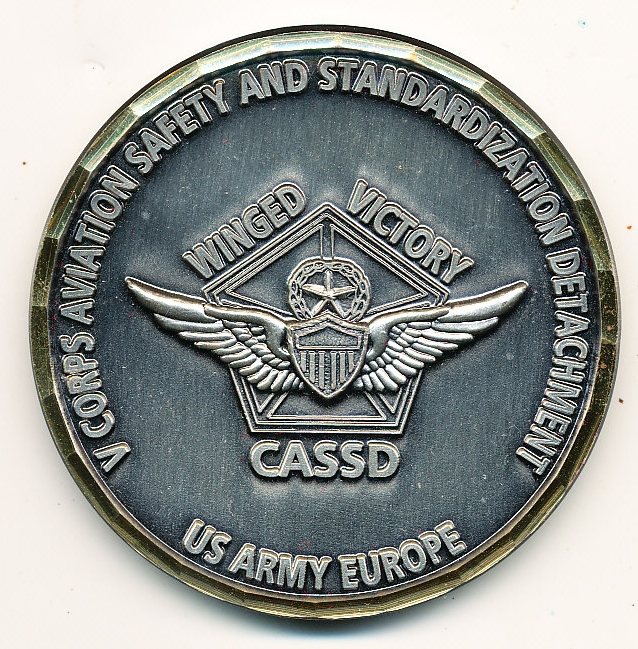 V CORPS AVIATION SAFETY AND STANDARDIZATION DETACHMENT
WINGED VICTORY
CASSD
US ARMY EUROPE